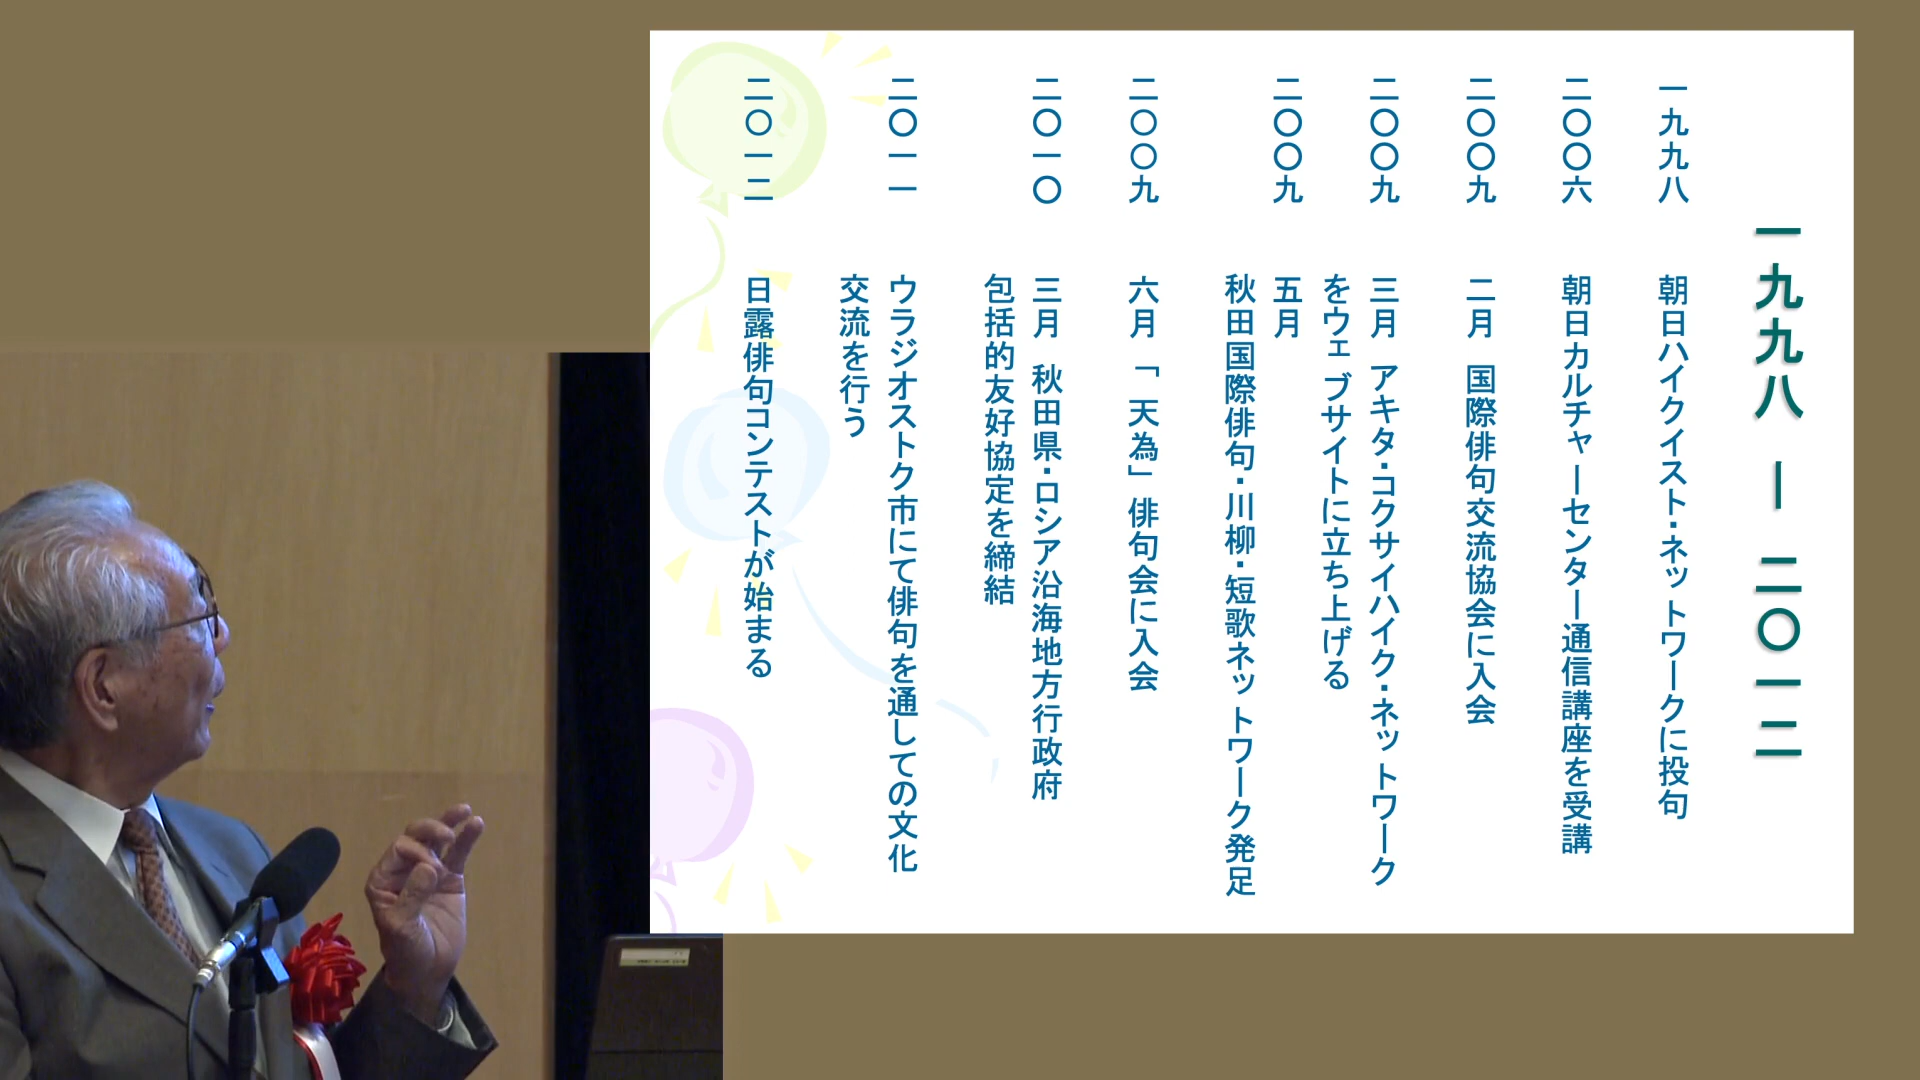 一九九八 ― 二〇一二
一九九八 朝日ハイクイスト・ネットワークに投句
二〇〇六 朝日カルチャーセンター通信講座を受講
二〇〇九 二月 国際俳句交流協会に入会
二〇〇九 三月 アキタ・コクサイハイク・ネットワーク
をウェブサイトに立ち上げる
二〇〇九 五月
秋田国際俳句・川柳・短歌ネットワーク発足
二〇〇九 六月 「天為」俳句会に入会
二〇一〇 三月 秋田県・ロシア沿海地方行政府
包括的友好協定を締結
二〇一一 ウラジオストク市にて俳句を通しての文化
交流を行う
二〇一二 日露俳句コンテストが始まる